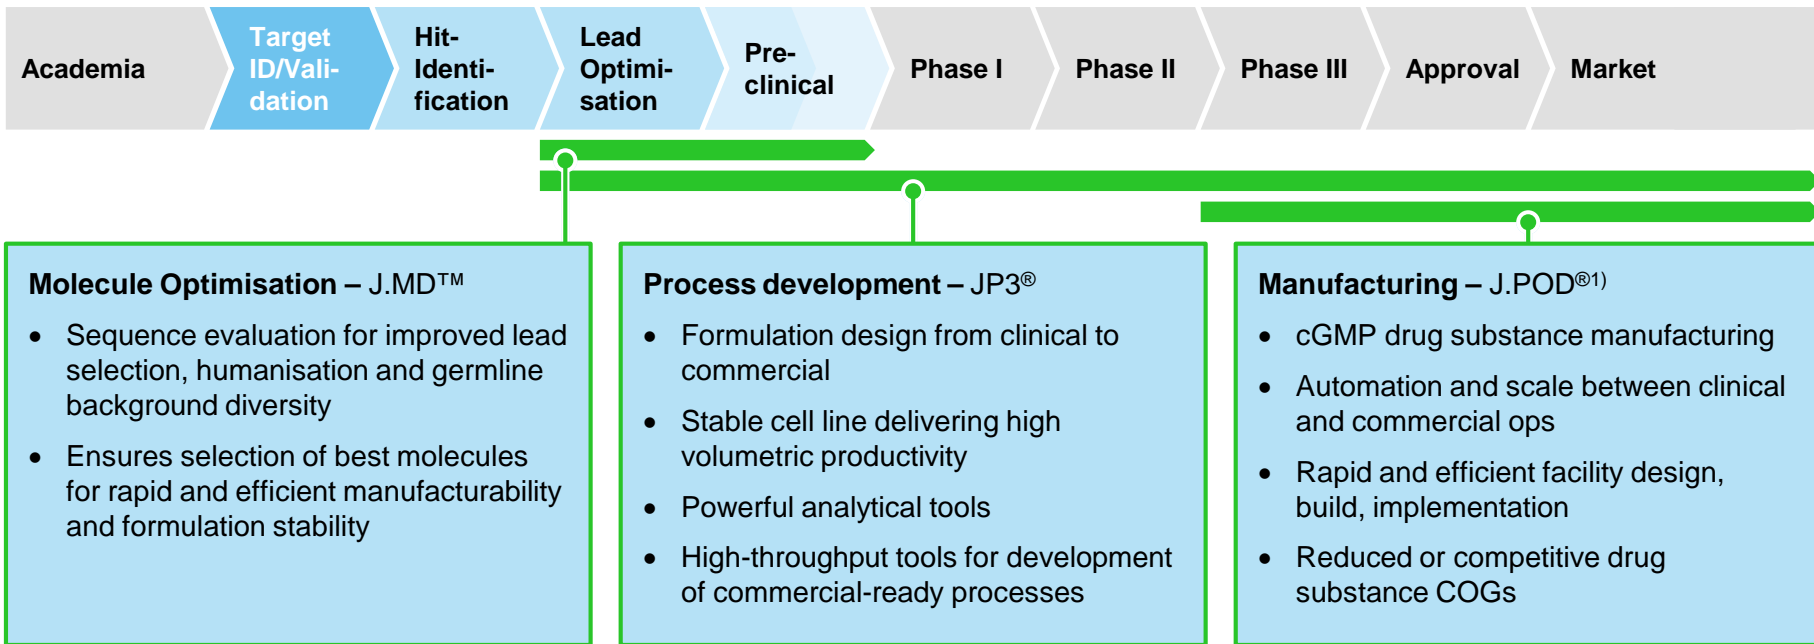 Academia
Target
ID/Vali-
dation
Hit-
Identi-
fication
Lead
Optimi-
sation
Pre-
clinical
Phase I
Phase II
Phase III
Approval
Market
Molecule Optimisation – J.MD™
• Sequence evaluation for improved lead
selection, humanisation and germline
background diversity
• Ensures selection of best molecules
for rapid and efficient manufacturability
and formulation stability
Process development – JP3®
• Formulation design from clinical to
commercial
• Stable cell line delivering high
volumetric productivity
• Powerful analytical tools
• High-throughput tools for development
of commercial-ready processes
Manufacturing – J.POD®1)
• cGMP drug substance manufacturing
• Automation and scale between clinical
and commercial ops
• Rapid and efficient facility design,
build, implementation
• Reduced or competitive drug
substance COGs